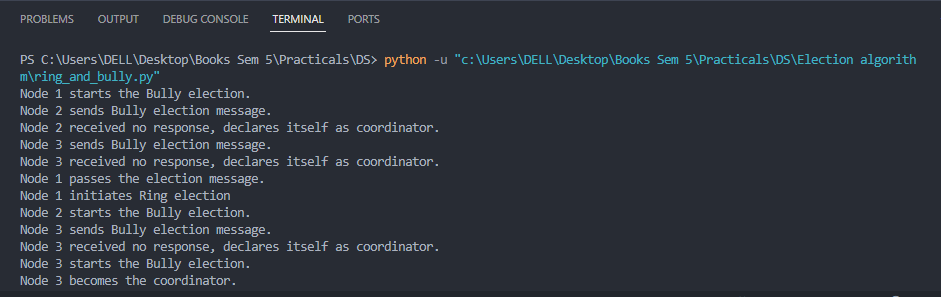 PROBLEMS OUTPUT DEBUG CONSOLE TERMINAL PORTS
PS C:\Users\DELL\Desktop\Books Sem 5\Practicals\DS> python -u "c:\Users\DELL\Desktop\Books Sem 5\Practicals\DS\Election algorith
m\ring_and_bully.py"
Node 1 starts the Bully election.
Node 2 sends Bully election message.
Node 2 received no response, declares itself as coordinator.
Node 3 sends Bully election message.
Node 3 received no response, declares itself as coordinator.
Node 1 passes the election message.
Node 1 initiates Ring election
Node 2 starts the Bully election.
Node 3 sends Bully election message.
Node 3 received no response, declares itself as coordinator.
Node 3 starts the Bully election.
Node 3 becomes the coordinator.